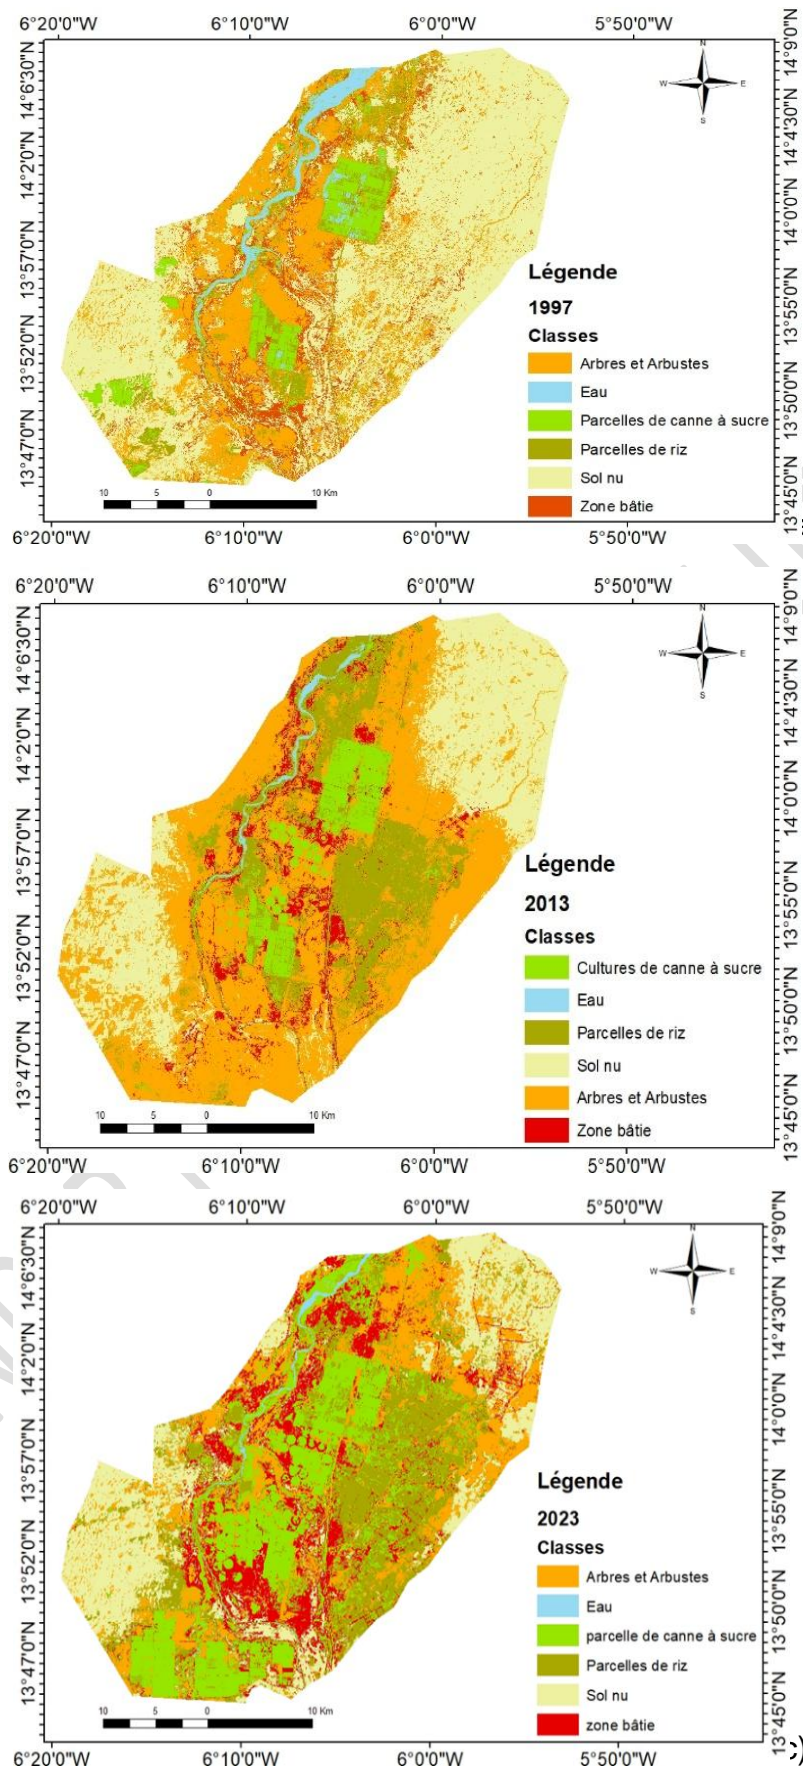 6°20'0"W 6°10'0"W 6°0'0"W 5°50'0"W
14°6'30"N
14°2'0"N
13°57'0"N
13°52'0"N
13°47'0"N
14°9'0"N
14°4'30"N
14°0'0"N
13°55'0"N
13°50'0"N
13°45'0"N
N
W E
S
Légende
1997
Classes
Arbres et Arbustes
Eau
Parcelles de canne à sucre
Parcelles de riz
Sol nu
Zone bâtie
10 5 0 10 Km
6°20'0"W 6°10'0"W 6°0'0"W 5°50'0"W
6°20'0"W 6°10'0"W 6°0'0"W 5°50'0"W
14°6'30"N
14°2'0"N
13°57'0"N
13°52'0"N
13°47'0"N
14°9'0"N
14°4'30"N
14°0'0"N
13°55'0"N
13°50'0"N
13°45'0"N
N
W E
S
Légende
2013
Classes
Cultures de canne à sucre
Eau
Parcelles de riz
Sol nu
Arbres et Arbustes
Zone bâtie
10 5 0 10 Km
6°20'0"W 6°10'0"W 6°0'0"W 5°50'0"W
6°20'0"W 6°10'0"W 6°0'0"W 5°50'0"W
14°6'30"N
14°2'0"N
13°57'0"N
13°52'0"N
13°47'0"N
14°9'0"N
14°4'30"N
14°0'0"N
13°55'0"N
13°50'0"N
13°45'0"N
N
W E
S
Légende
2023
Classes
Arbres et Arbustes
Eau
parcelle de canne à sucre
Parcelles de riz
Sol nu
zone bâtie
10 5 0 10 Km
6°20'0"W 6°10'0"W 6°0'0"W 5°50'0"W